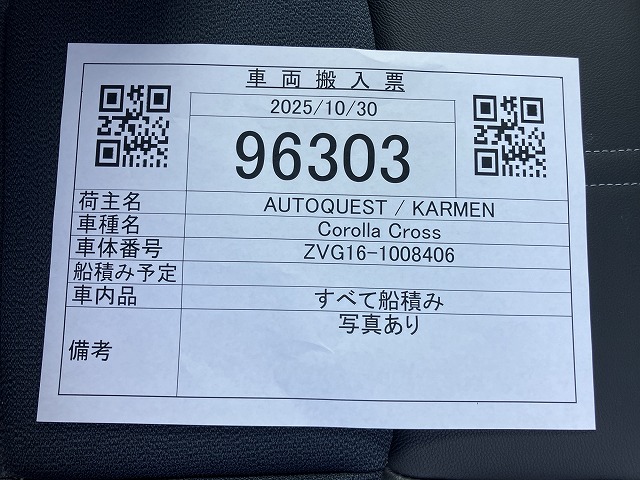 車両搬入票
2025/10/30
96303
荷主名 AUTOQUEST / KARMEN
車種名 Corolla Cross
車体番号 ZVG16-1008406
船積み予定
車内品 すべて船積み
備考 写真あり